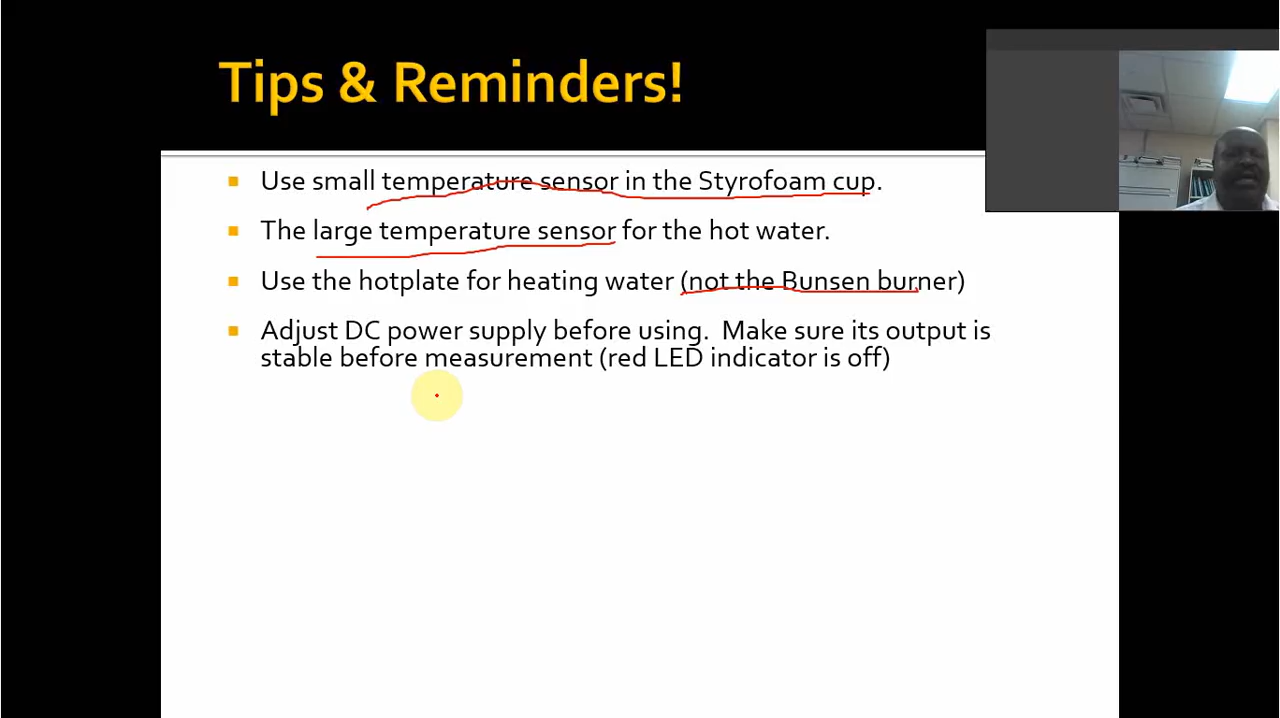 Tips & Reminders!
Use small temperature sensor in the Styrofoam cup.
The large temperature sensor for the hot water.
Use the hotplate for heating water (not the Bunsen burner)
Adjust DC power supply before using.  Make sure its output is
stable before measurement (red LED indicator is off)